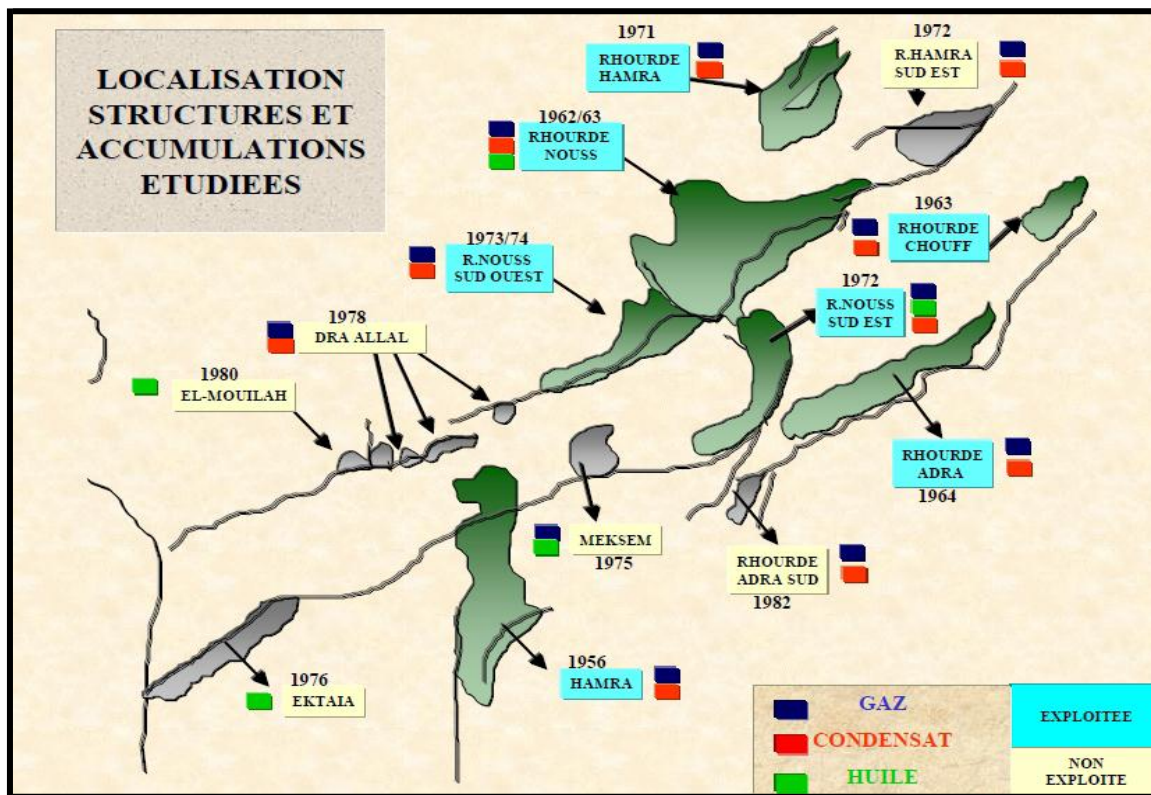 LOCALISATION
STRUCTURES ET
ACCUMULATIONS
ETUDIEES
1971
RHOURDE
HAMRA
1972
R.HAMRA
SUD EST
1962/63
RHOURDE
NOUSS
1963
RHOURDE
CHOUFF
1973/74
R.NOUSS
SUD OUEST
1972
R.NOUSS
SUD EST
1978
DRA ALLAL
1980
EL-MOUILAH
RHOURDE
ADRA
1964
MEKSEM
1975
RHOURDE
ADRA SUD
1982
1956
HAMRA
1976
EKTAIA
GAZ
CONDENSAT
HUILE
EXPLOITEE
NON
EXPLOITE